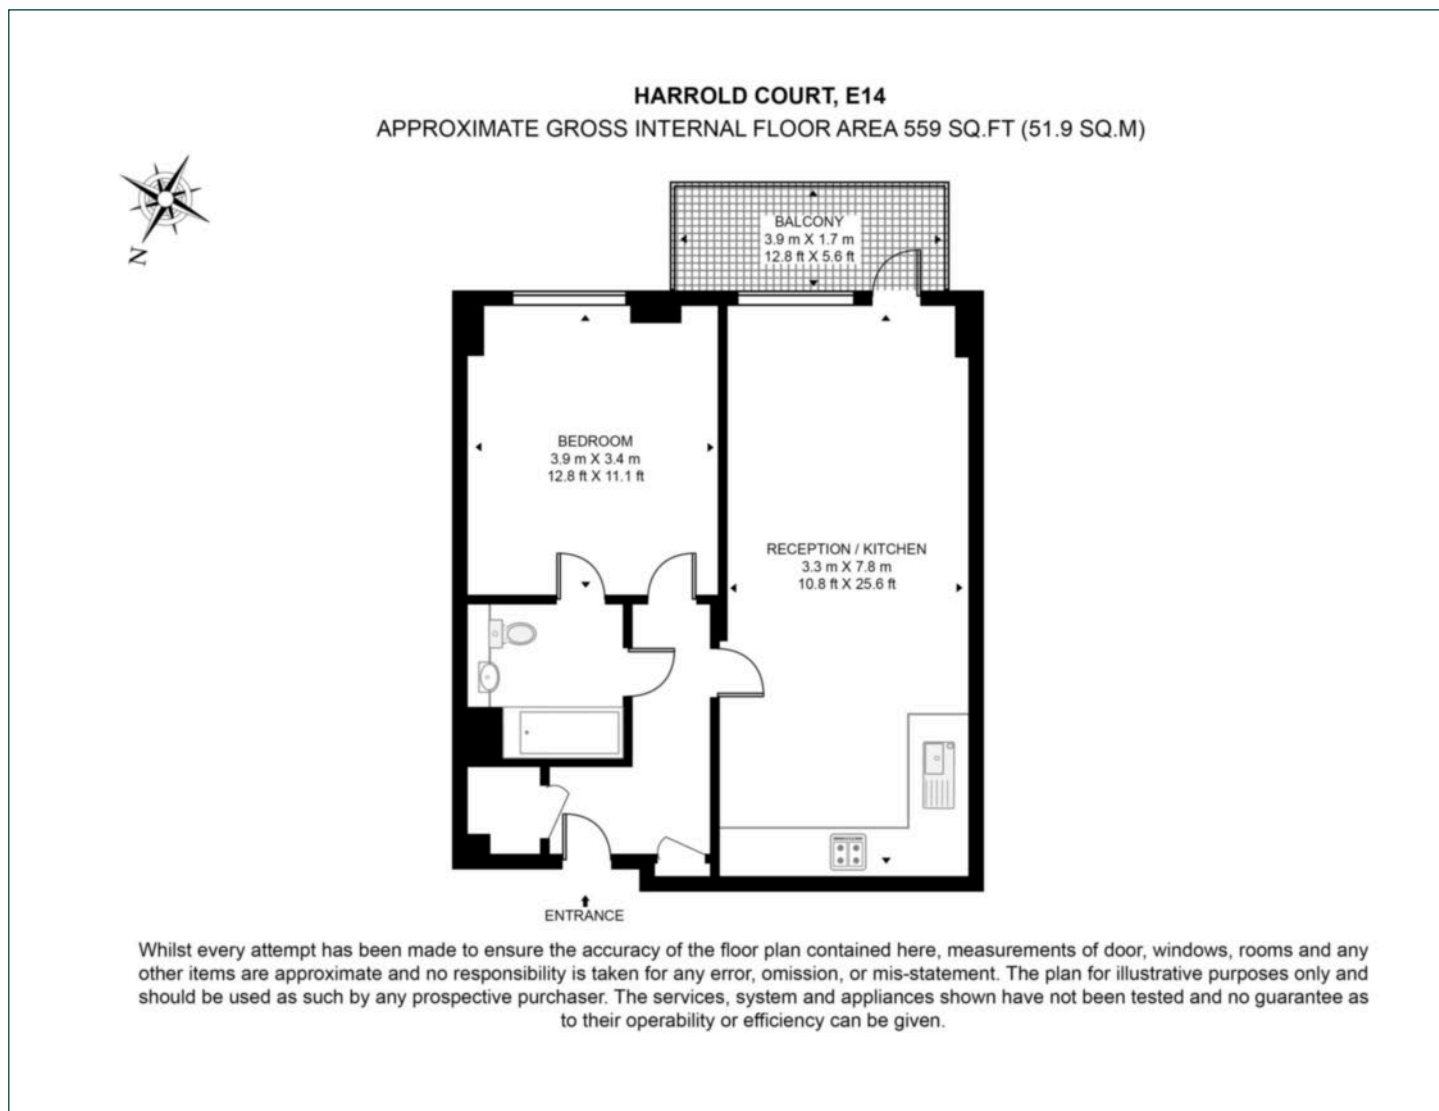 HARROLD COURT, E14
APPROXIMATE GROSS INTERNAL FLOOR AREA 559 SQ.FT (51.9 SQ.M)
N
BALCONY
3.9 m X 1.7 m
12.8 ft X 5.6 ft
BEDROOM
3.9 m X 3.4 m
12.8 ft X 11.1 ft
RECEPTION / KITCHEN
3.3 m X 7.8 m
10.8 ft X 25.6 ft
ENTRANCE
Whilst every attempt has been made to ensure the accuracy of the floor plan contained here, measurements of door, windows, rooms and any
other items are approximate and no responsibility is taken for any error, omission, or mis-statement. The plan for illustrative purposes only and
should be used as such by any prospective purchaser. The services, system and appliances shown have not been tested and no guarantee as
to their operability or efficiency can be given.